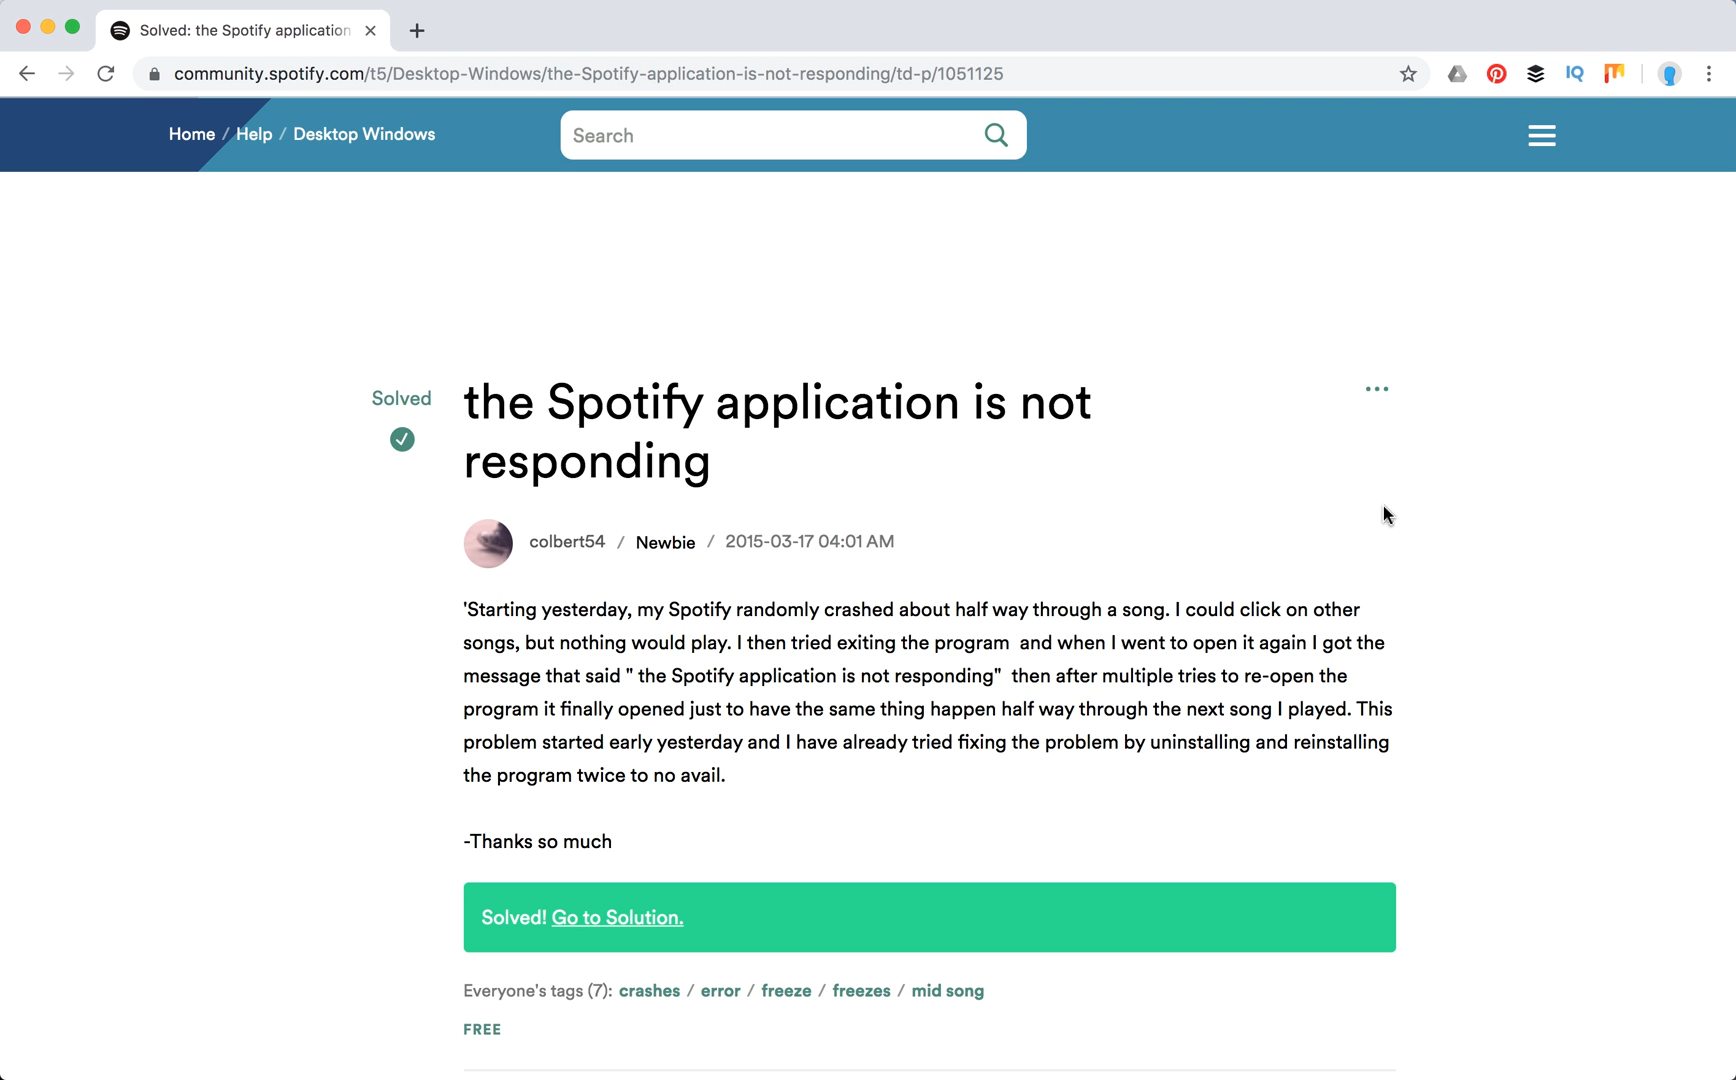 Solved: the Spotify application
community.spotify.com/t5/Desktop-Windows/the-Spotify-application-is-not-responding/td-p/1051125
IQ
Home / Help / Desktop Windows
Search
Solved
the Spotify application is not
responding
colbert54 / Newbie / 2015-03-17 04:01 AM
'Starting yesterday, my Spotify randomly crashed about half way through a song. I could click on other
songs, but nothing would play. I then tried exiting the program  and when I went to open it again I got the
message that said " the Spotify application is not responding"  then after multiple tries to re-open the
program it finally opened just to have the same thing happen half way through the next song I played. This
problem started early yesterday and I have already tried fixing the problem by uninstalling and reinstalling
the program twice to no avail.
-Thanks so much
Solved! Go to Solution.
Everyone's tags (7): crashes / error / freeze / freezes / mid song
FREE